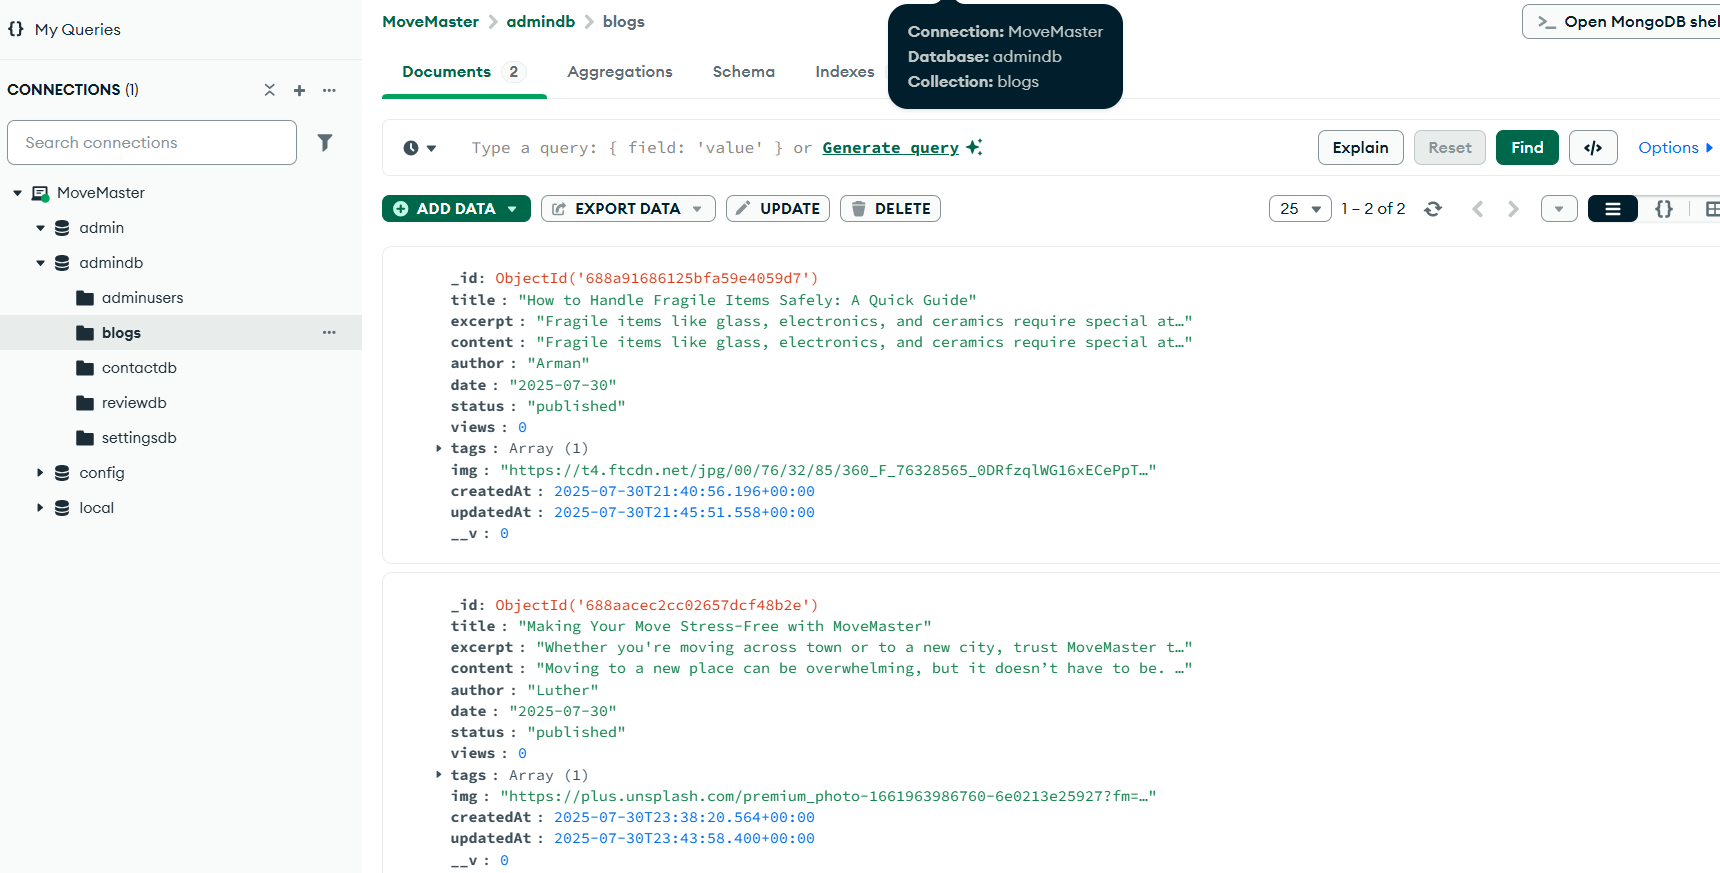 My Queries
CONNECTIONS (1)
Search connections
MoveMaster
admin
admindb
adminusers
blogs
contactdb
reviewdb
settingsdb
config
local
MoveMaster > admindb > blogs
Connection: MoveMaster
Database: admindb
Collection: blogs
>_ Open MongoDB shel
Documents 2 Aggregations Schema Indexes
Type a query: { field: 'value' } or Generate query
Explain Reset Find </> Options
ADD DATA EXPORT DATA UPDATE DELETE
25 1 – 2 of 2 {}
_id: ObjectId('688a91686125bfa59e4059d7')
title : "How to Handle Fragile Items Safely: A Quick Guide"
excerpt : "Fragile items like glass, electronics, and ceramics require special at…"
content : "Fragile items like glass, electronics, and ceramics require special at…"
author : "Arman"
date : "2025-07-30"
status : "published"
views : 0
tags : Array (1)
img : "https://t4.ftcdn.net/jpg/00/76/32/85/360_F_76328565_0DRfzqlWG16xECePpT…"
createdAt : 2025-07-30T21:40:56.196+00:00
updatedAt : 2025-07-30T21:45:51.558+00:00
__v : 0
_id: ObjectId('688aacec2cc02657dcf48b2e')
title : "Making Your Move Stress-Free with MoveMaster"
excerpt : "Whether you're moving across town or to a new city, trust MoveMaster t…"
content : "Moving to a new place can be overwhelming, but it doesn’t have to be. …"
author : "Luther"
date : "2025-07-30"
status : "published"
views : 0
tags : Array (1)
img : "https://plus.unsplash.com/premium_photo-1661963986760-6e0213e25927?fm=…"
createdAt : 2025-07-30T23:38:20.564+00:00
updatedAt : 2025-07-30T23:43:58.400+00:00
__v : 0